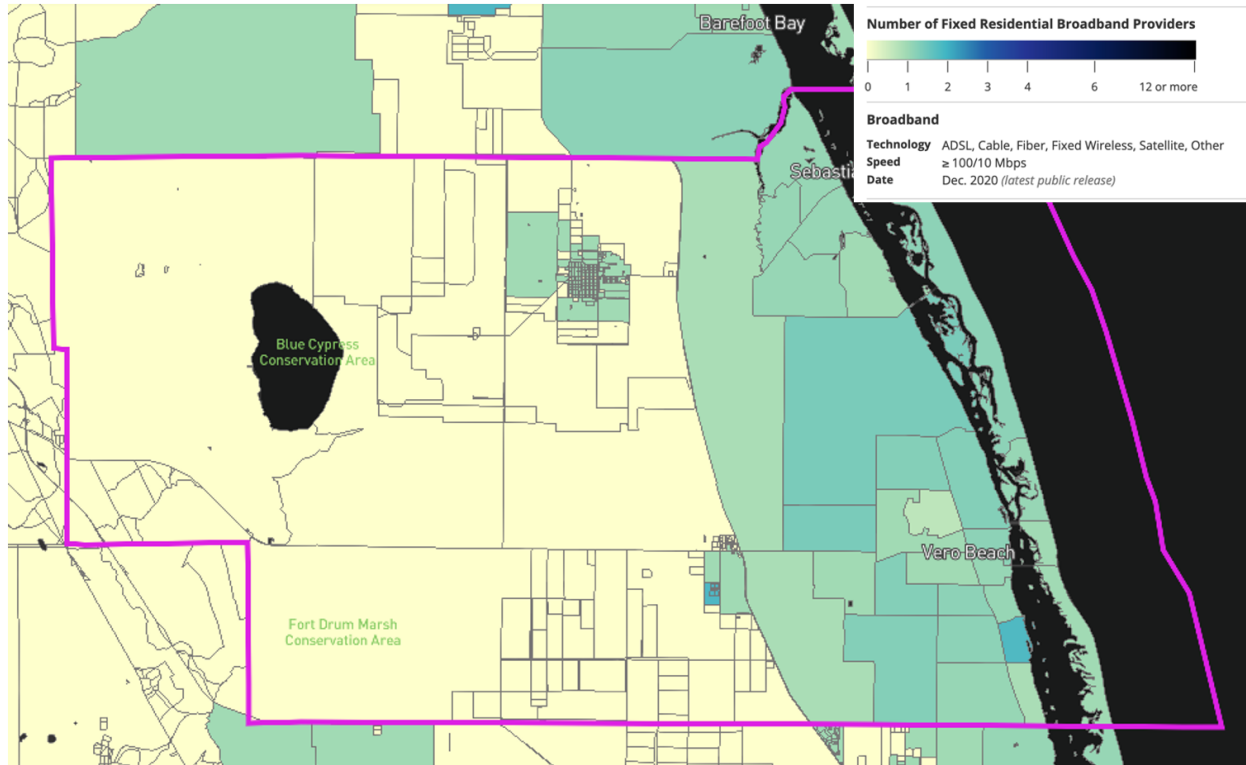 Barefoot Bay
Number of Fixed Residential Broadband Providers
0 1 2 3 4 6 12 or more
Broadband
Technology ADSL, Cable, Fiber, Fixed Wireless, Satellite, Other
Speed ≥ 100/10 Mbps
Date Dec. 2020 (latest public release)
Sebastia
Blue Cypress
Conservation Area
Vero Beach
Fort Drum Marsh
Conservation Area